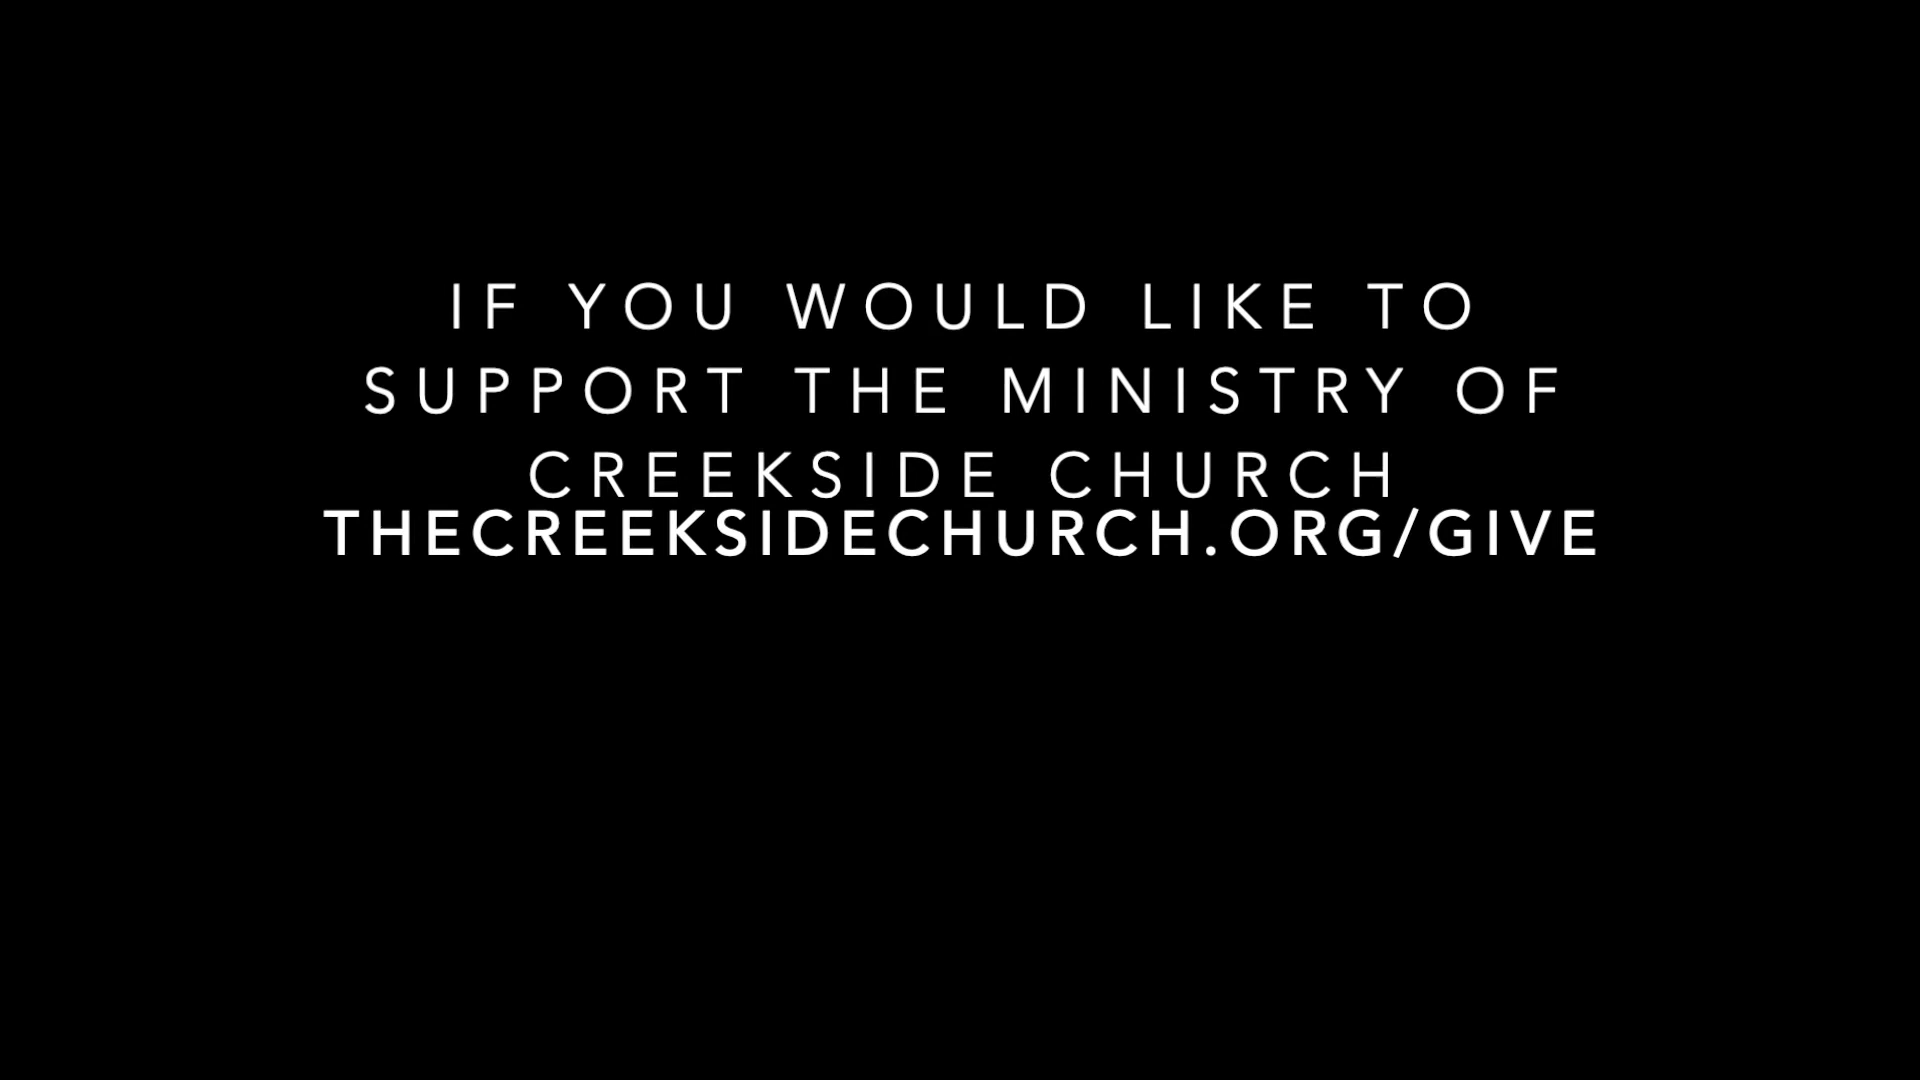 IF YOU WOULD LIKE TO
SUPPORT THE MINISTRY OF
CREEKSIDE CHURCH
THECREEKSIDECHURCH.ORG/GIVE